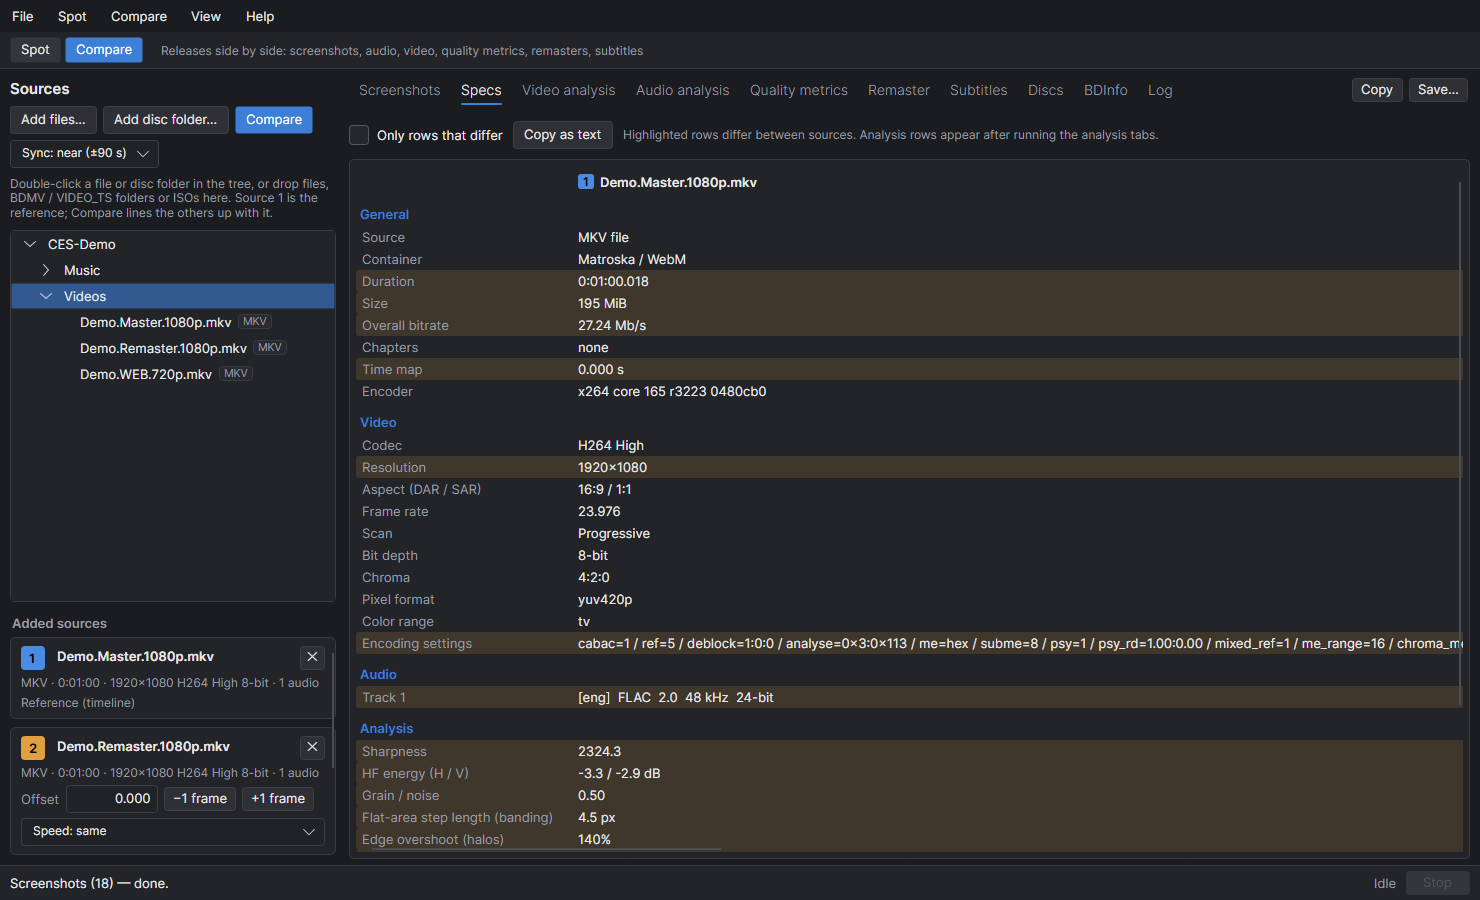 File Spot Compare View Help
Spot Compare Releases side by side: screenshots, audio, video, quality metrics, remasters, subtitles
Sources
Add files... Add disc folder... Compare
Sync: near (±90 s)
Double-click a file or disc folder in the tree, or drop files,
BDMV / VIDEO_TS folders or ISOs here. Source 1 is the
reference; Compare lines the others up with it.
CES-Demo
Music
Videos
Demo.Master.1080p.mkv MKV
Demo.Remaster.1080p.mkv MKV
Demo.WEB.720p.mkv MKV
Added sources
1 Demo.Master.1080p.mkv
MKV · 0:01:00 · 1920×1080 H264 High 8-bit · 1 audio
Reference (timeline)
2 Demo.Remaster.1080p.mkv
MKV · 0:01:00 · 1920×1080 H264 High 8-bit · 1 audio
Offset 0.000 −1 frame +1 frame
Speed: same
Screenshots Specs Video analysis Audio analysis Quality metrics Remaster Subtitles Discs BDInfo Log Copy Save...
Only rows that differ Copy as text Highlighted rows differ between sources. Analysis rows appear after running the analysis tabs.
1 Demo.Master.1080p.mkv
General
Source MKV file
Container Matroska / WebM
Duration 0:01:00.018
Size 195 MiB
Overall bitrate 27.24 Mb/s
Chapters none
Time map 0.000 s
Encoder x264 core 165 r3223 0480cb0
Video
Codec H264 High
Resolution 1920×1080
Aspect (DAR / SAR) 16:9 / 1:1
Frame rate 23.976
Scan Progressive
Bit depth 8-bit
Chroma 4:2:0
Pixel format yuv420p
Color range tv
Encoding settings cabac=1 / ref=5 / deblock=1:0:0 / analyse=0×3:0×113 / me=hex / subme=8 / psy=1 / psy_rd=1.00:0.00 / mixed_ref=1 / me_range=16 / chroma_me
Audio
Track 1 [eng] FLAC 2.0 48 kHz 24-bit
Analysis
Sharpness 2324.3
HF energy (H / V) -3.3 / -2.9 dB
Grain / noise 0.50
Flat-area step length (banding) 4.5 px
Edge overshoot (halos) 140%
Screenshots (18) — done. Idle Stop